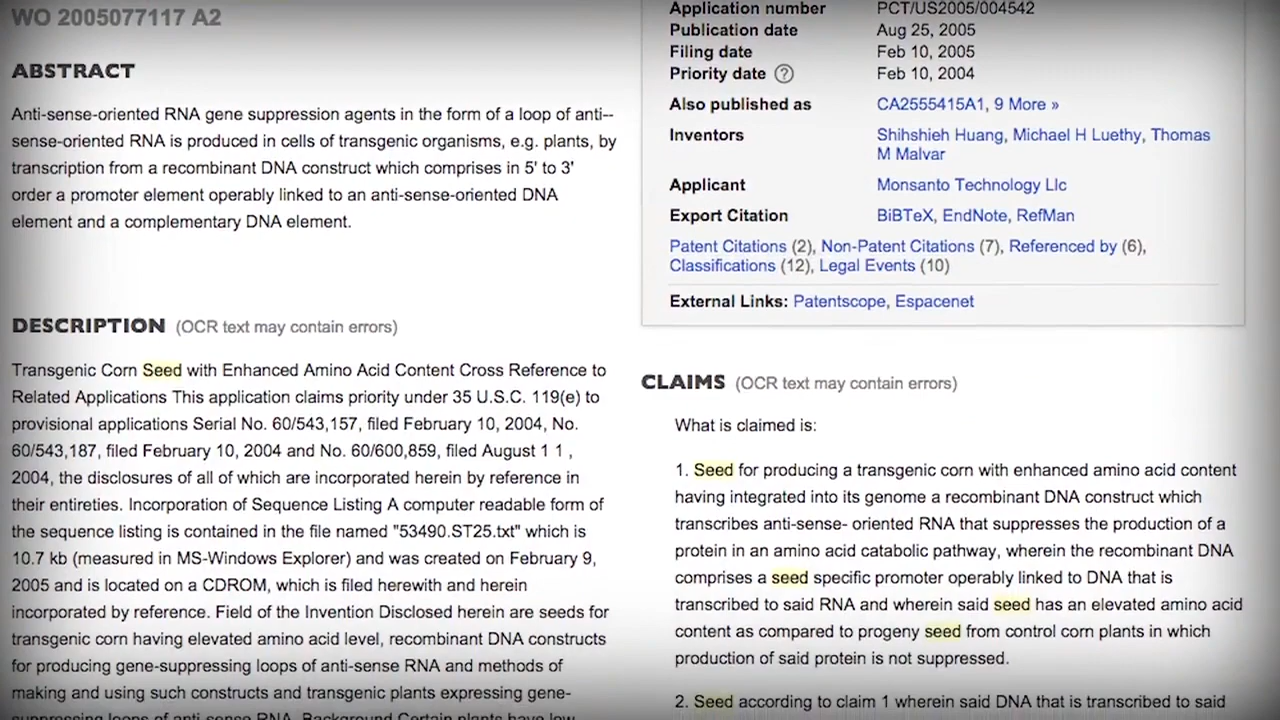 WO 2005077117 A2
ABSTRACT
Anti-sense-oriented RNA gene suppression agents in the form of a loop of anti--
sense-oriented RNA is produced in cells of transgenic organisms, e.g. plants, by
transcription from a recombinant DNA construct which comprises in 5' to 3'
order a promoter element operably linked to an anti-sense-oriented DNA
element and a complementary DNA element.
DESCRIPTION (OCR text may contain errors)
Transgenic Corn Seed with Enhanced Amino Acid Content Cross Reference to
Related Applications This application claims priority under 35 U.S.C. 119(e) to
provisional applications Serial No. 60/543,157, filed February 10, 2004, No.
60/543,187, filed February 10, 2004 and No. 60/600,859, filed August 1 1 ,
2004, the disclosures of all of which are incorporated herein by reference in
their entireties. Incorporation of Sequence Listing A computer readable form of
the sequence listing is contained in the file named "53490.ST25.txt" which is
10.7 kb (measured in MS-Windows Explorer) and was created on February 9,
2005 and is located on a CDROM, which is filed herewith and herein
incorporated by reference. Field of the Invention Disclosed herein are seeds for
transgenic corn having elevated amino acid level, recombinant DNA constructs
for producing gene-suppressing loops of anti-sense RNA and methods of
making and using such constructs and transgenic plants expressing gene-
suppressing loops of anti-sense RNA. Background Certain plants have low
Application number PCT/US2005/004542
Publication date Aug 25, 2005
Filing date Feb 10, 2005
Priority date ? Feb 10, 2004
Also published as CA2555415A1, 9 More »
Inventors Shihshieh Huang, Michael H Luethy, Thomas
M Malvar
Applicant Monsanto Technology Llc
Export Citation BiBTeX, EndNote, RefMan
Patent Citations (2), Non-Patent Citations (7), Referenced by (6),
Classifications (12), Legal Events (10)
External Links: Patentscope, Espacenet
CLAIMS (OCR text may contain errors)
What is claimed is:
1. Seed for producing a transgenic corn with enhanced amino acid content
having integrated into its genome a recombinant DNA construct which
transcribes anti-sense- oriented RNA that suppresses the production of a
protein in an amino acid catabolic pathway, wherein the recombinant DNA
comprises a seed specific promoter operably linked to DNA that is
transcribed to said RNA and wherein said seed has an elevated amino acid
content as compared to progeny seed from control corn plants in which
production of said protein is not suppressed.
2. Seed according to claim 1 wherein said DNA that is transcribed to said